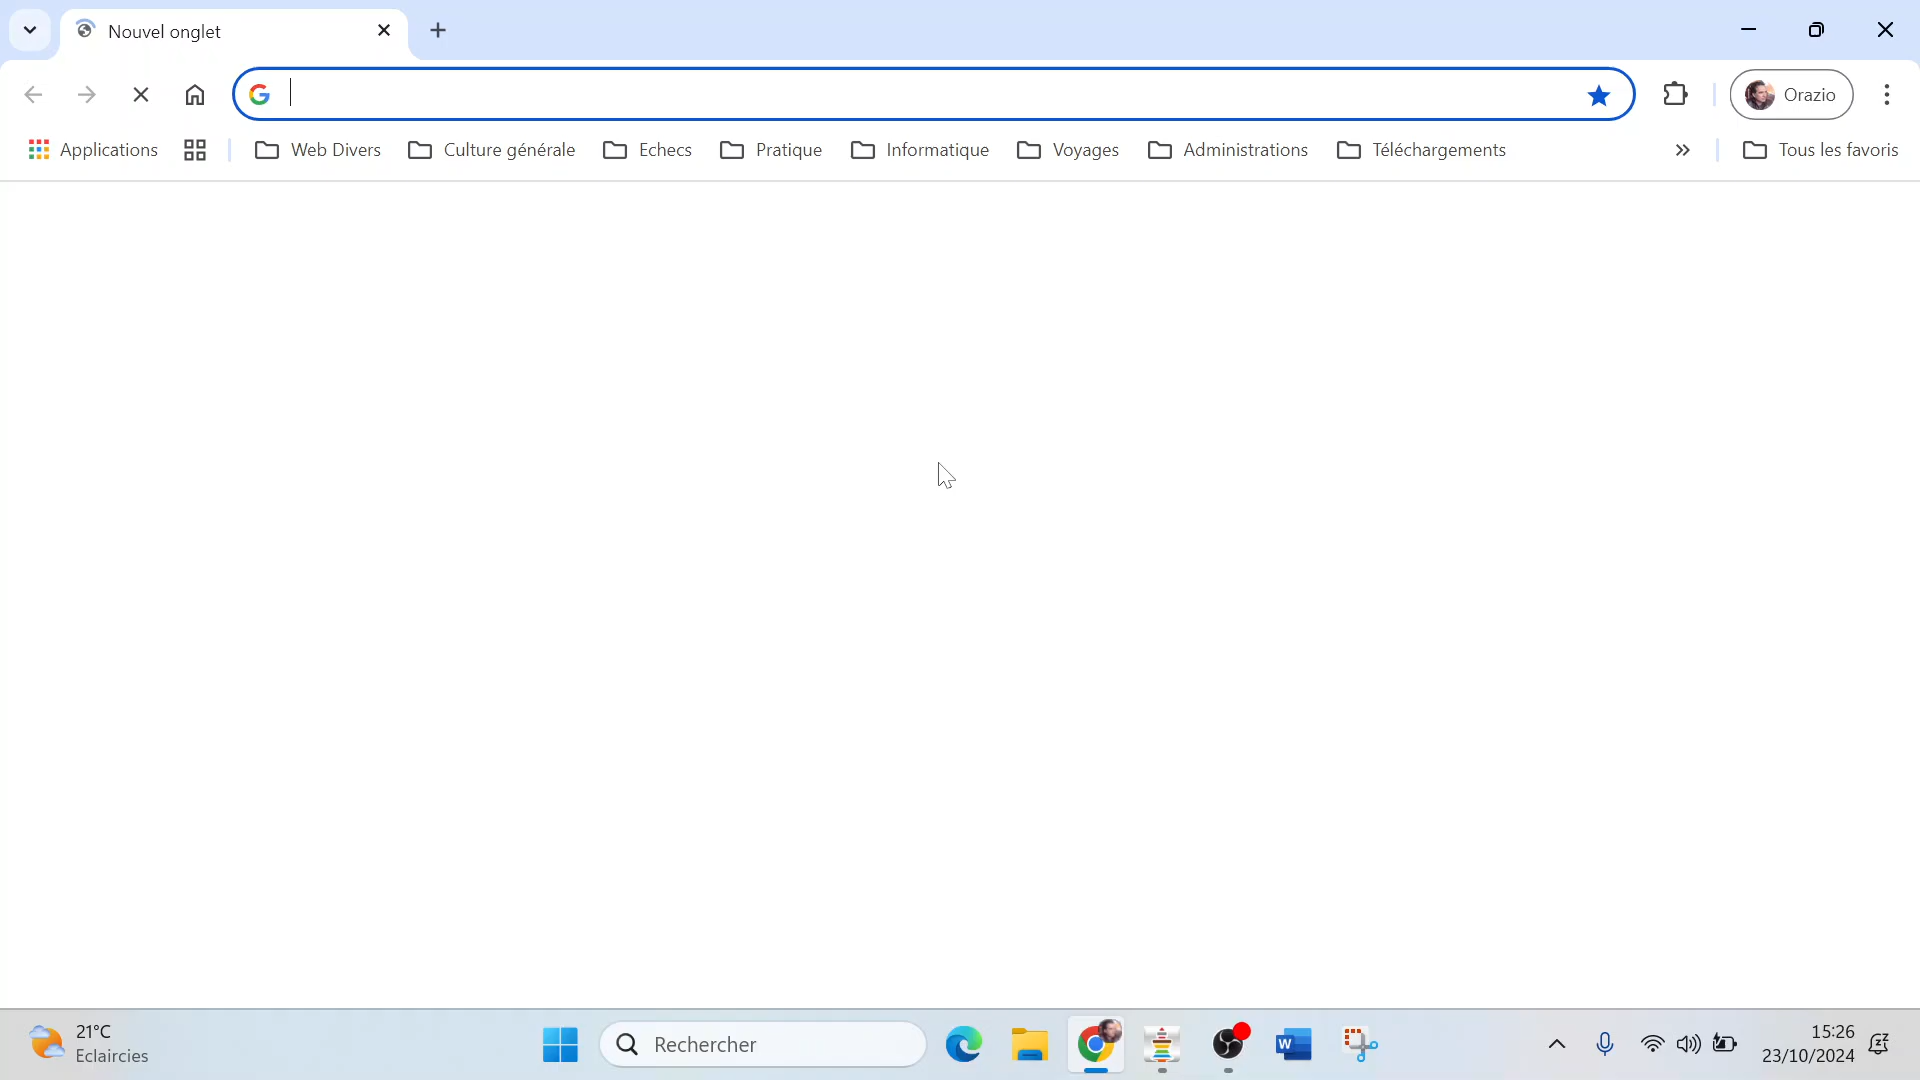 Nouvel onglet
Orazio
Applications Web Divers Culture générale Echecs Pratique Informatique Voyages Administrations Téléchargements Tous les favoris
21°C
Eclaircies
Rechercher
15:26
23/10/2024